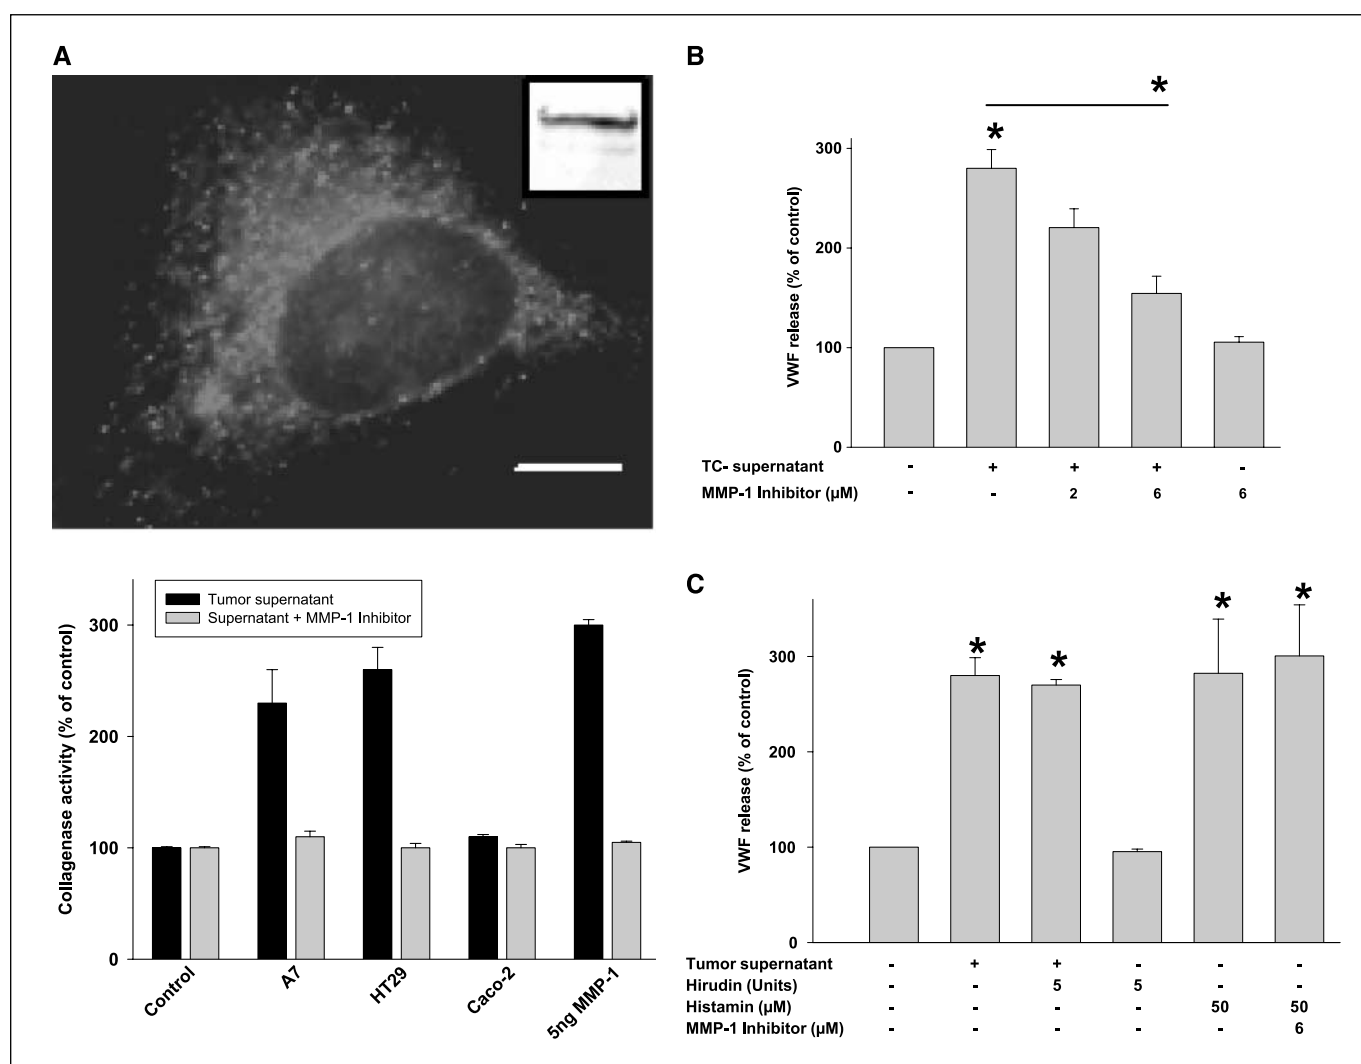 A
Tumor supernatant
Supernatant + MMP-1 Inhibitor
Collagenase activity (% of control)
300
200
100
0
Control
A7
HT29
Caco-2
5ng MMP-1
B
*
*
VWF release (% of control)
300
200
100
0
TC- supernatant - + + + -
MMP-1 Inhibitor (µM) - - 2 6 6
C
* * * *
VWF release (% of control)
300
200
100
0
Tumor supernatant - + + - - -
Hirudin (Units) - - 5 5 - -
Histamin (µM) - - - - 50 50
MMP-1 Inhibitor (µM) - - - - - 6